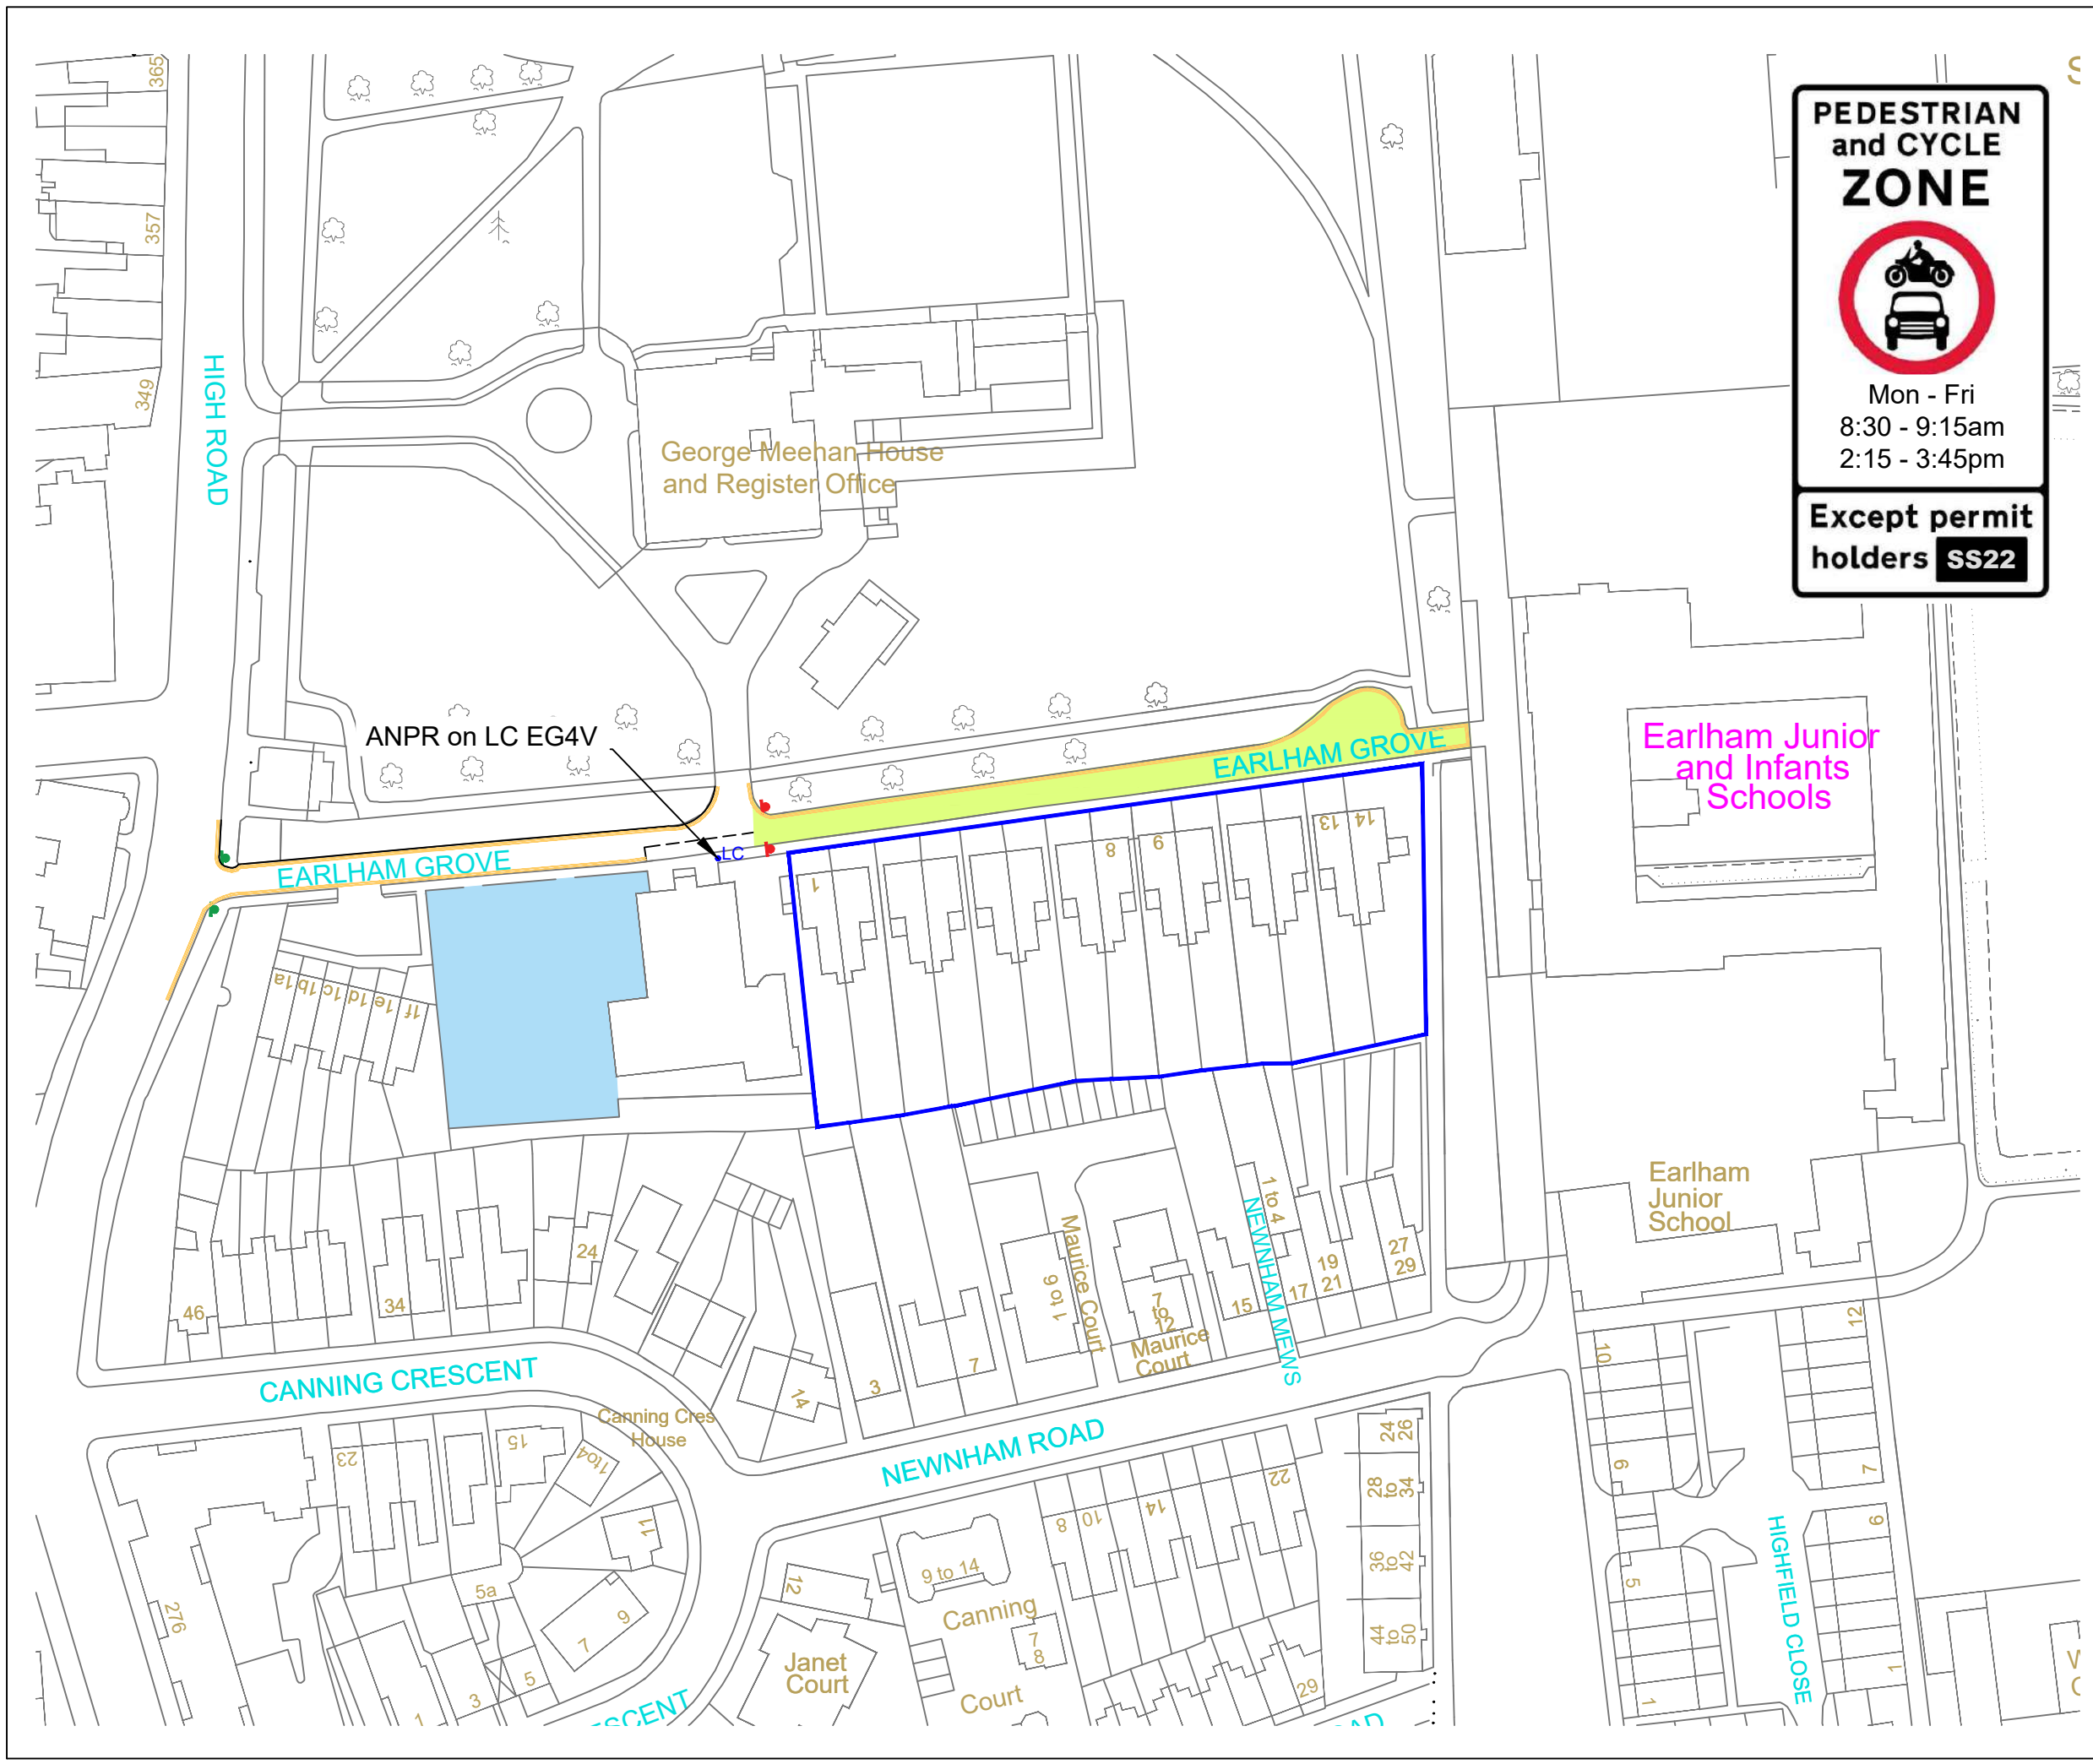 365
357
349
HIGH ROAD
S
PEDESTRIAN
and CYCLE
ZONE
Mon - Fri
8:30 - 9:15am
2:15 - 3:45pm
Except permit
holders SS22
George Meehan House
and Register Office
ANPR on LC EG4V
LC
EARLHAM GROVE
EARLHAM GROVE
Earlham Junior
and Infants
Schools
1
8
9
13
14
1a
1b
1c
1d
1e
1f
Earlham
Junior
School
46
34
24
14
3
7
Maurice Court
1 to 6
7
to
12
Maurice
Court
1 to 4
NEWNHAM MEWS
15
17
19
21
27
29
CANNING CRESCENT
Canning Cres
House
NEWNHAM ROAD
23
15
1to4
11
5a
276
7
9
5
3
1
CRESCENT
12
Janet
Court
9 to 14
Canning
7
8
Court
8
10
14
22
29
24
26
28
to
34
36
to
42
44
to
50
10
6
5
1
12
7
6
1
HIGHFIELD CLOSE